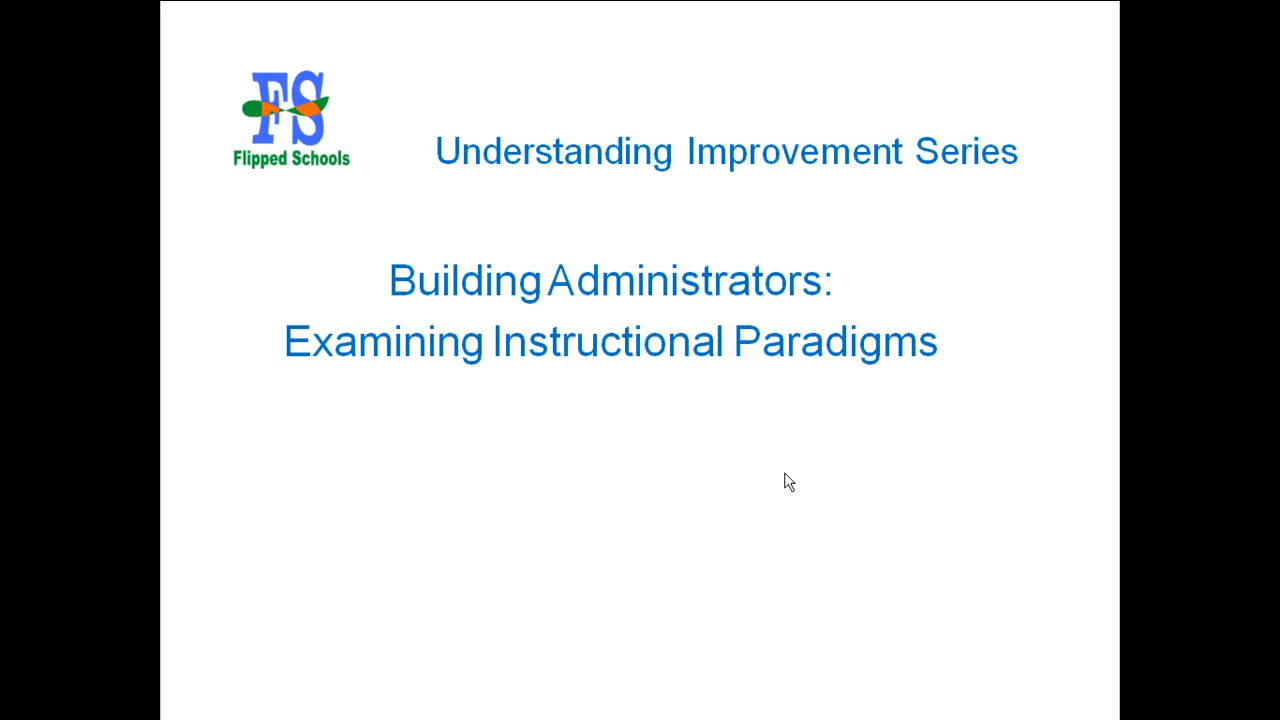 FS
Flipped Schools
Understanding Improvement Series
Building Administrators:
Examining Instructional Paradigms